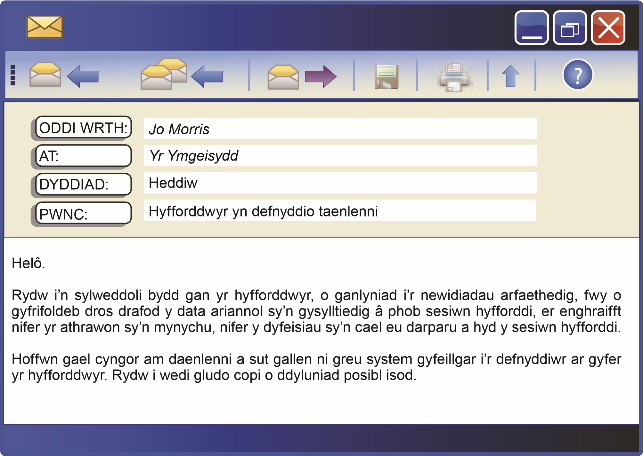 ?
ODDI WRTH: Jo Morris
AT: Yr Ymgeisydd
DYDDIAD: Heddiw
PWNC: Hyfforddwyr yn defnyddio taenlenni
Helô.
Rydw i'n sylweddoli bydd gan yr hyfforddwyr, o ganlyniad i'r newidiadau arfaethedig, fwy o
gyfrifoldeb dros drafod y data ariannol sy'n gysylltiedig â phob sesiwn hyfforddi, er enghraifft
nifer yr athrawon sy'n mynychu, nifer y dyfeisiau sy'n cael eu darparu a hyd y sesiwn hyfforddi.
Hoffwn gael cyngor am daenlenni a sut gallen ni greu system gyfeillgar i'r defnyddiwr ar gyfer
yr hyfforddwyr. Rydw i wedi gludo copi o ddyluniad posibl isod.